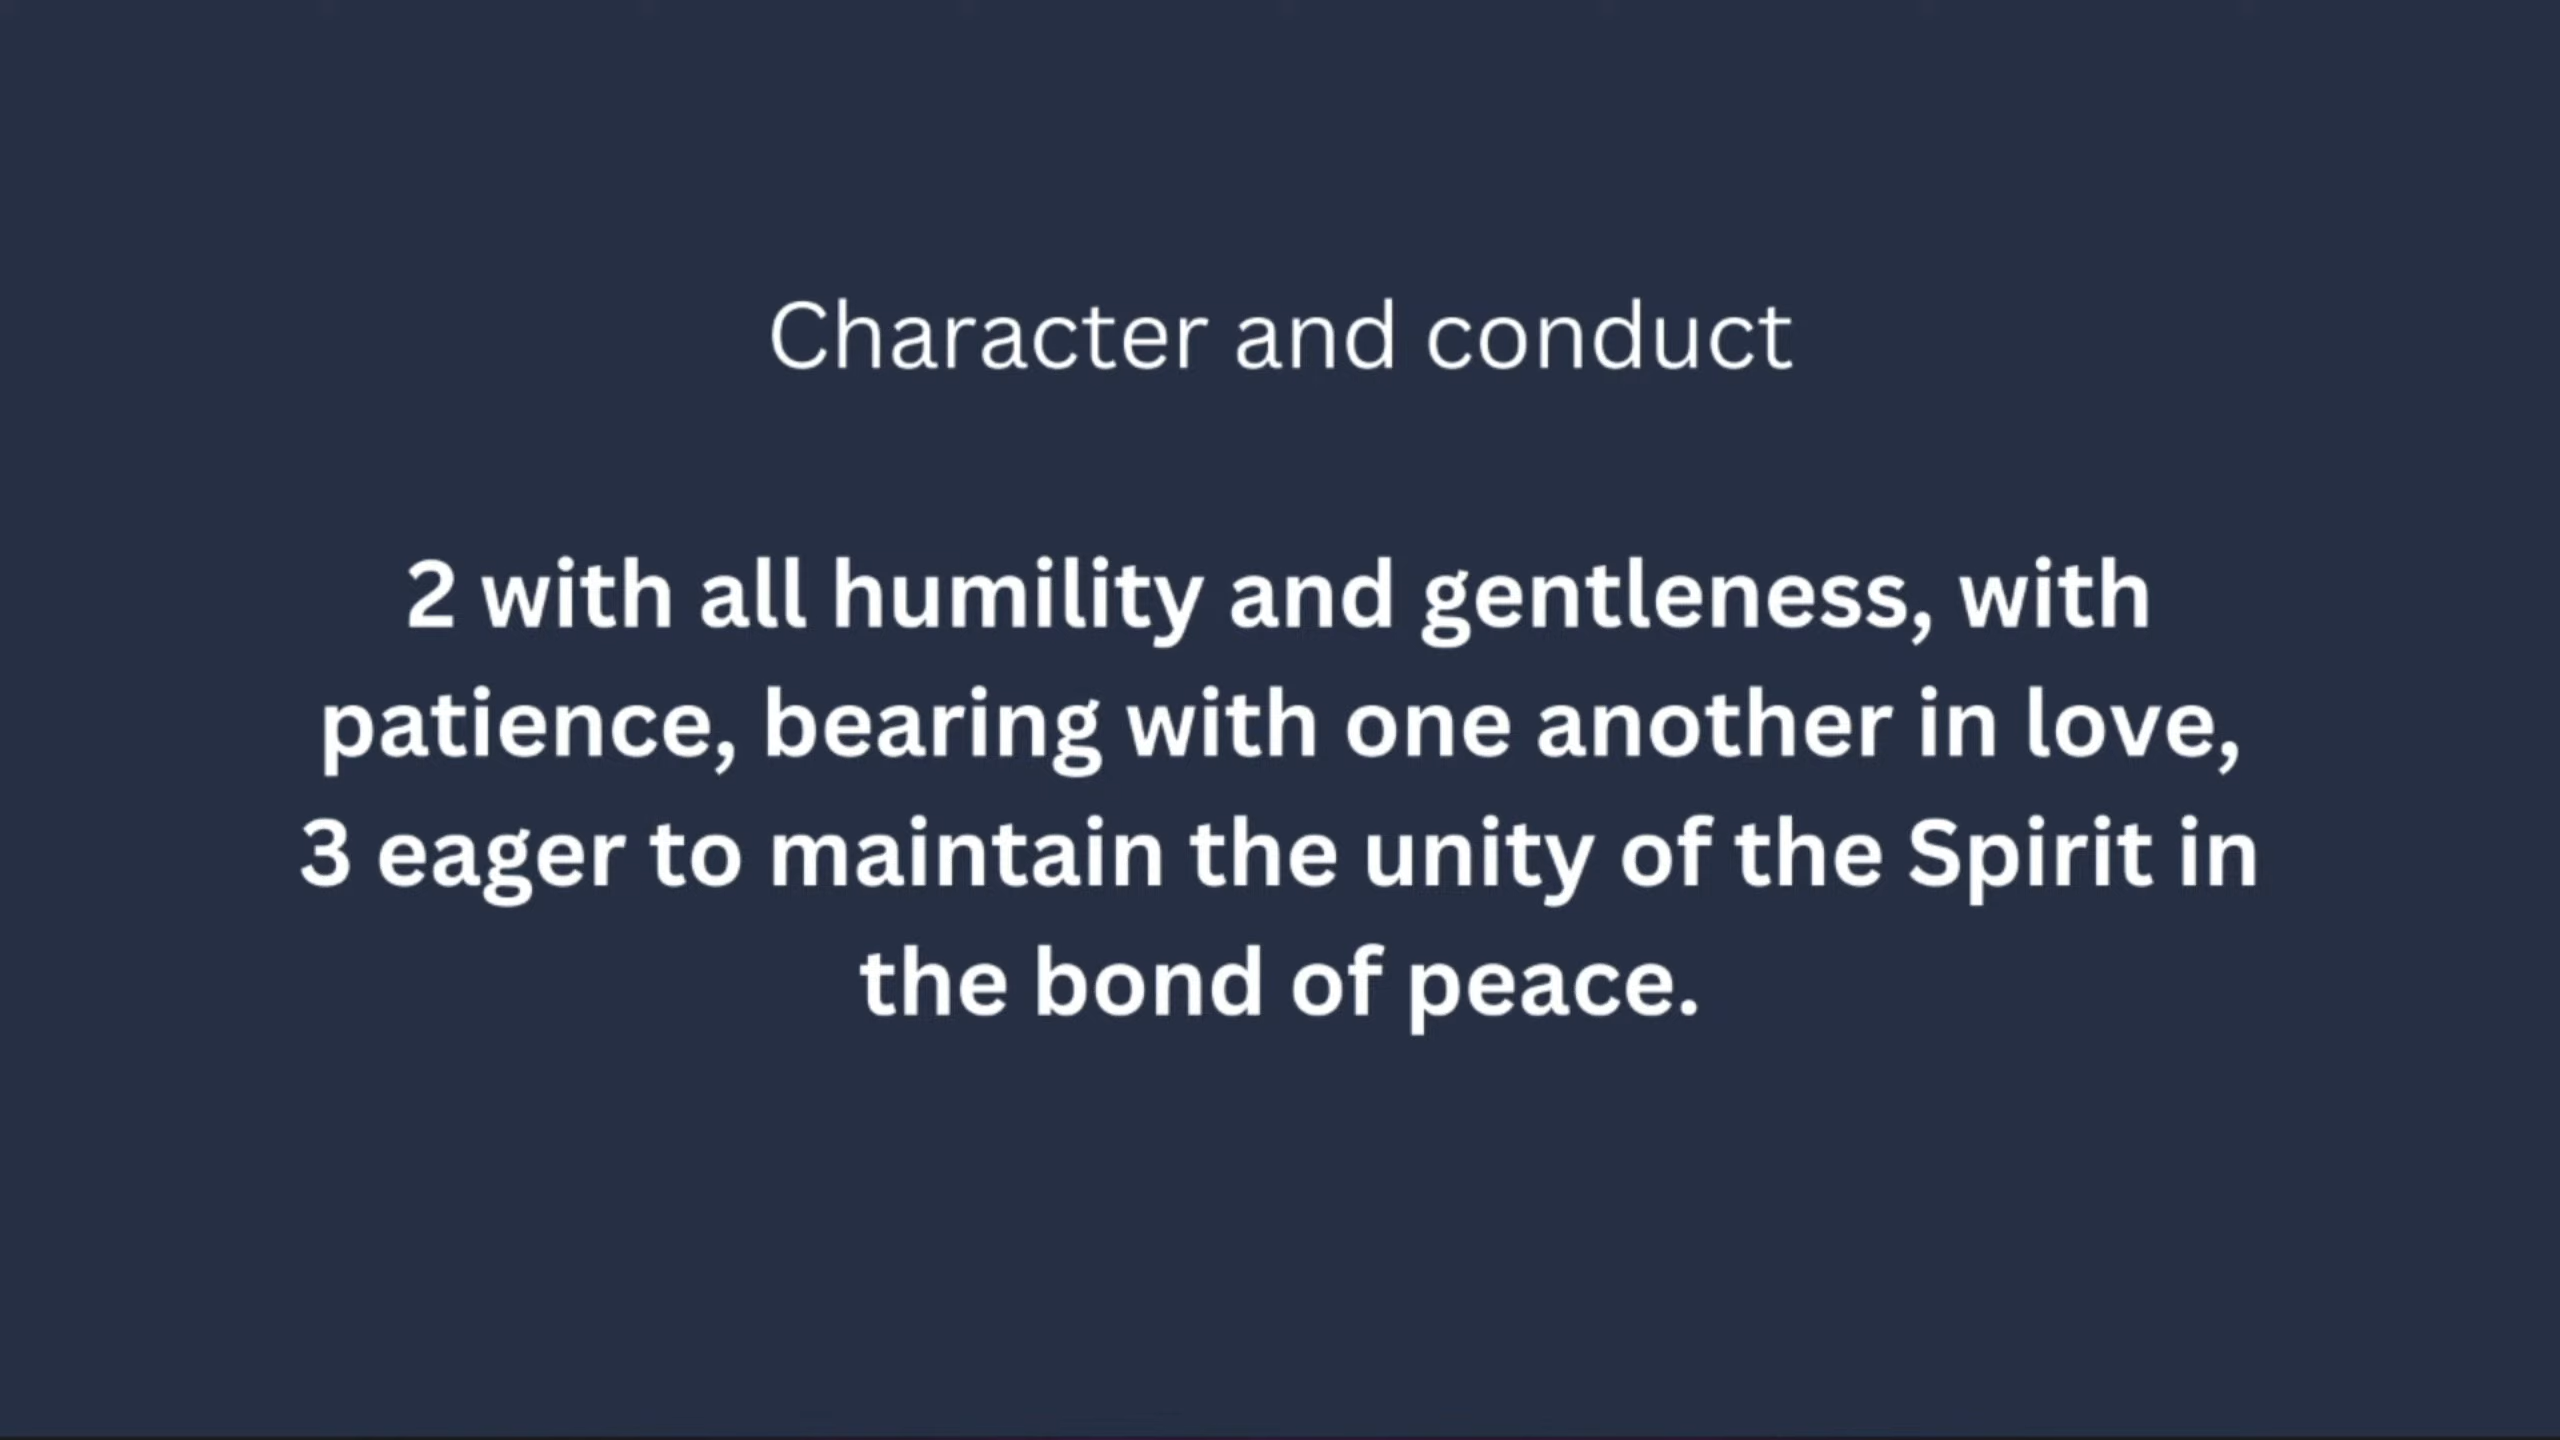 Character and conduct
2 with all humility and gentleness, with
patience, bearing with one another in love,
3 eager to maintain the unity of the Spirit in
the bond of peace.